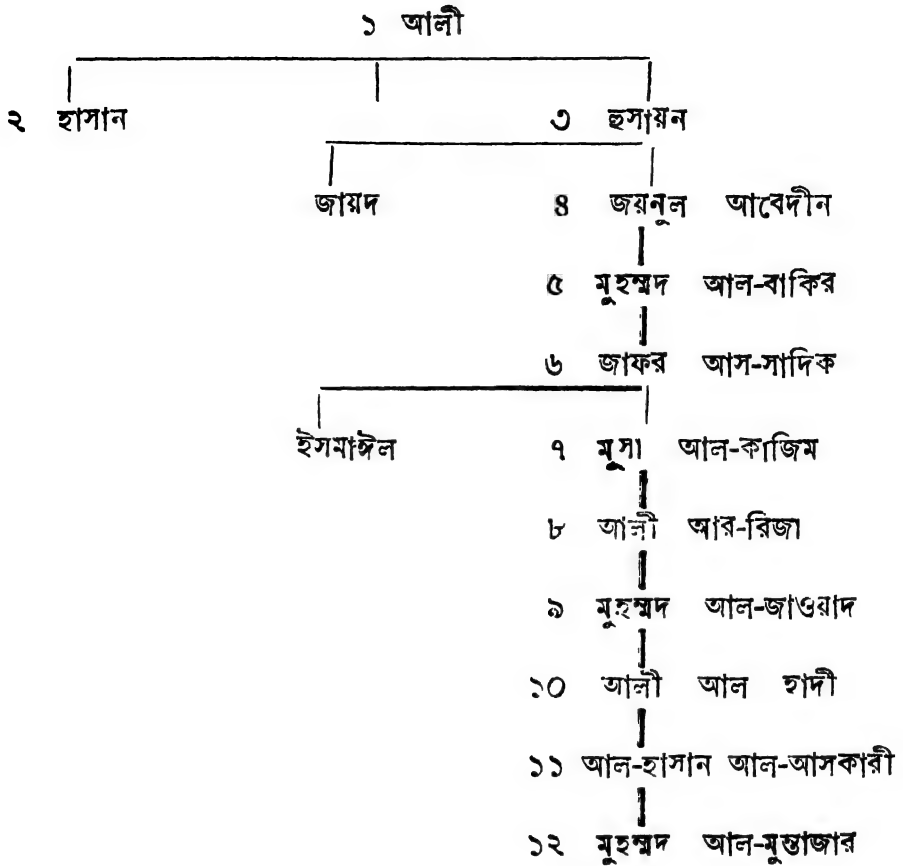 ১ আলী
২ হাসান ৩ হুসায়ন
জায়দ ৪ জয়নুল আবেদীন
৫ মুহম্মদ আল-বাকির
৬ জাফর আস-সাদিক
ইসমাঈল ৭ মুসা আল-কাজিম
৮ আলী আর-রিজা
৯ মুহম্মদ আল-জাওয়াদ
১০ আলী আল হাদী
১১ আল-হাসান আল-আসকারী
১২ মুহম্মদ আল-মুন্তাজার